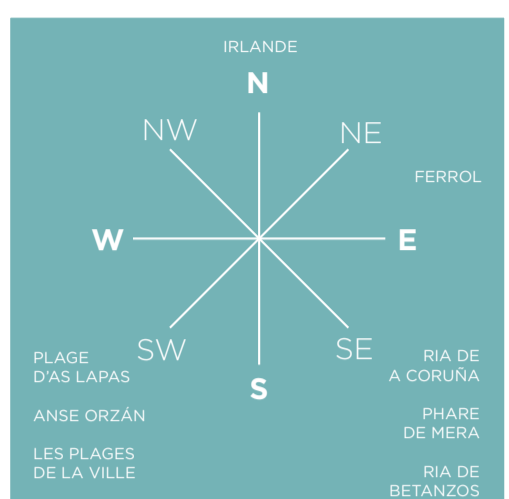 IRLANDE
N
NW
NE
FERROL
W
E
SW
SE
S
PLAGE
D'AS LAPAS
ANSE ORZÁN
LES PLAGES
DE LA VILLE
RIA DE
A CORUÑA
PHARE
DE MERA
RIA DE
BETANZOS